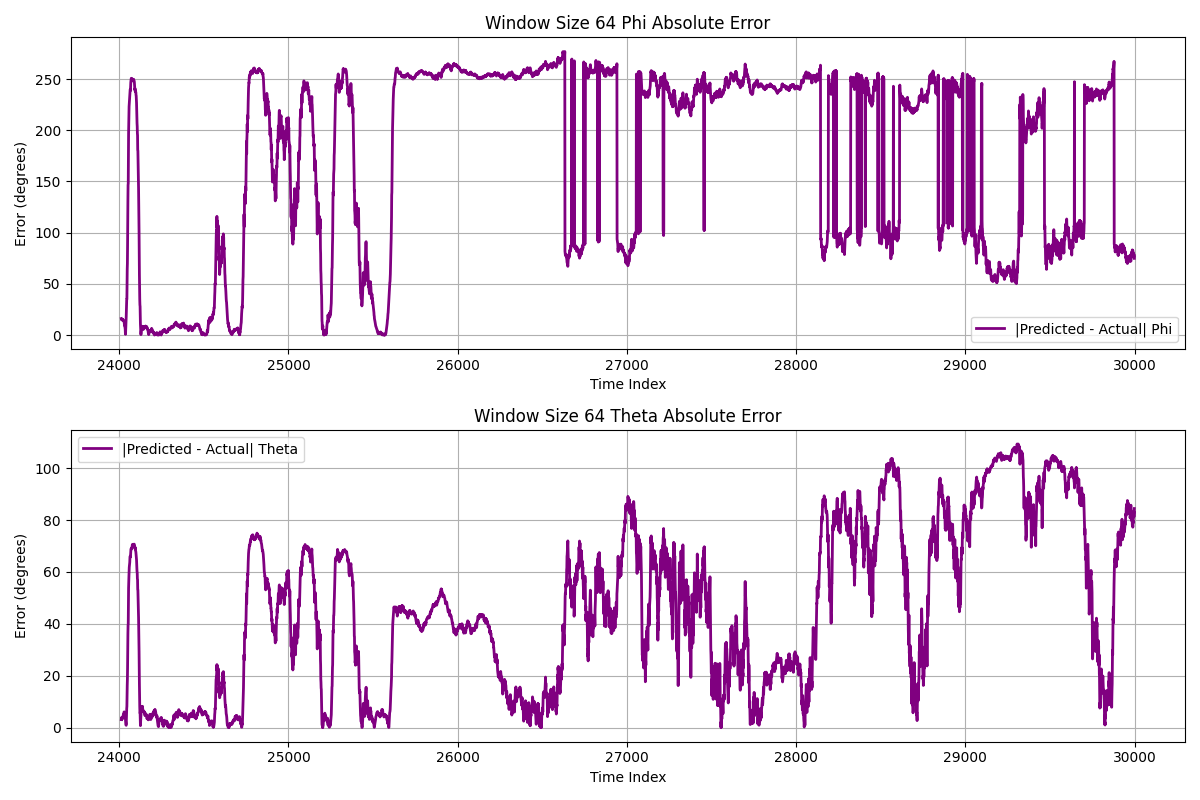 Window Size 64 Phi Absolute Error
Error (degrees)
250
200
150
100
50
0
|Predicted - Actual| Phi
24000 25000 26000 27000 28000 29000 30000
Time Index
Window Size 64 Theta Absolute Error
Error (degrees)
|Predicted - Actual| Theta
100
80
60
40
20
0
24000 25000 26000 27000 28000 29000 30000
Time Index